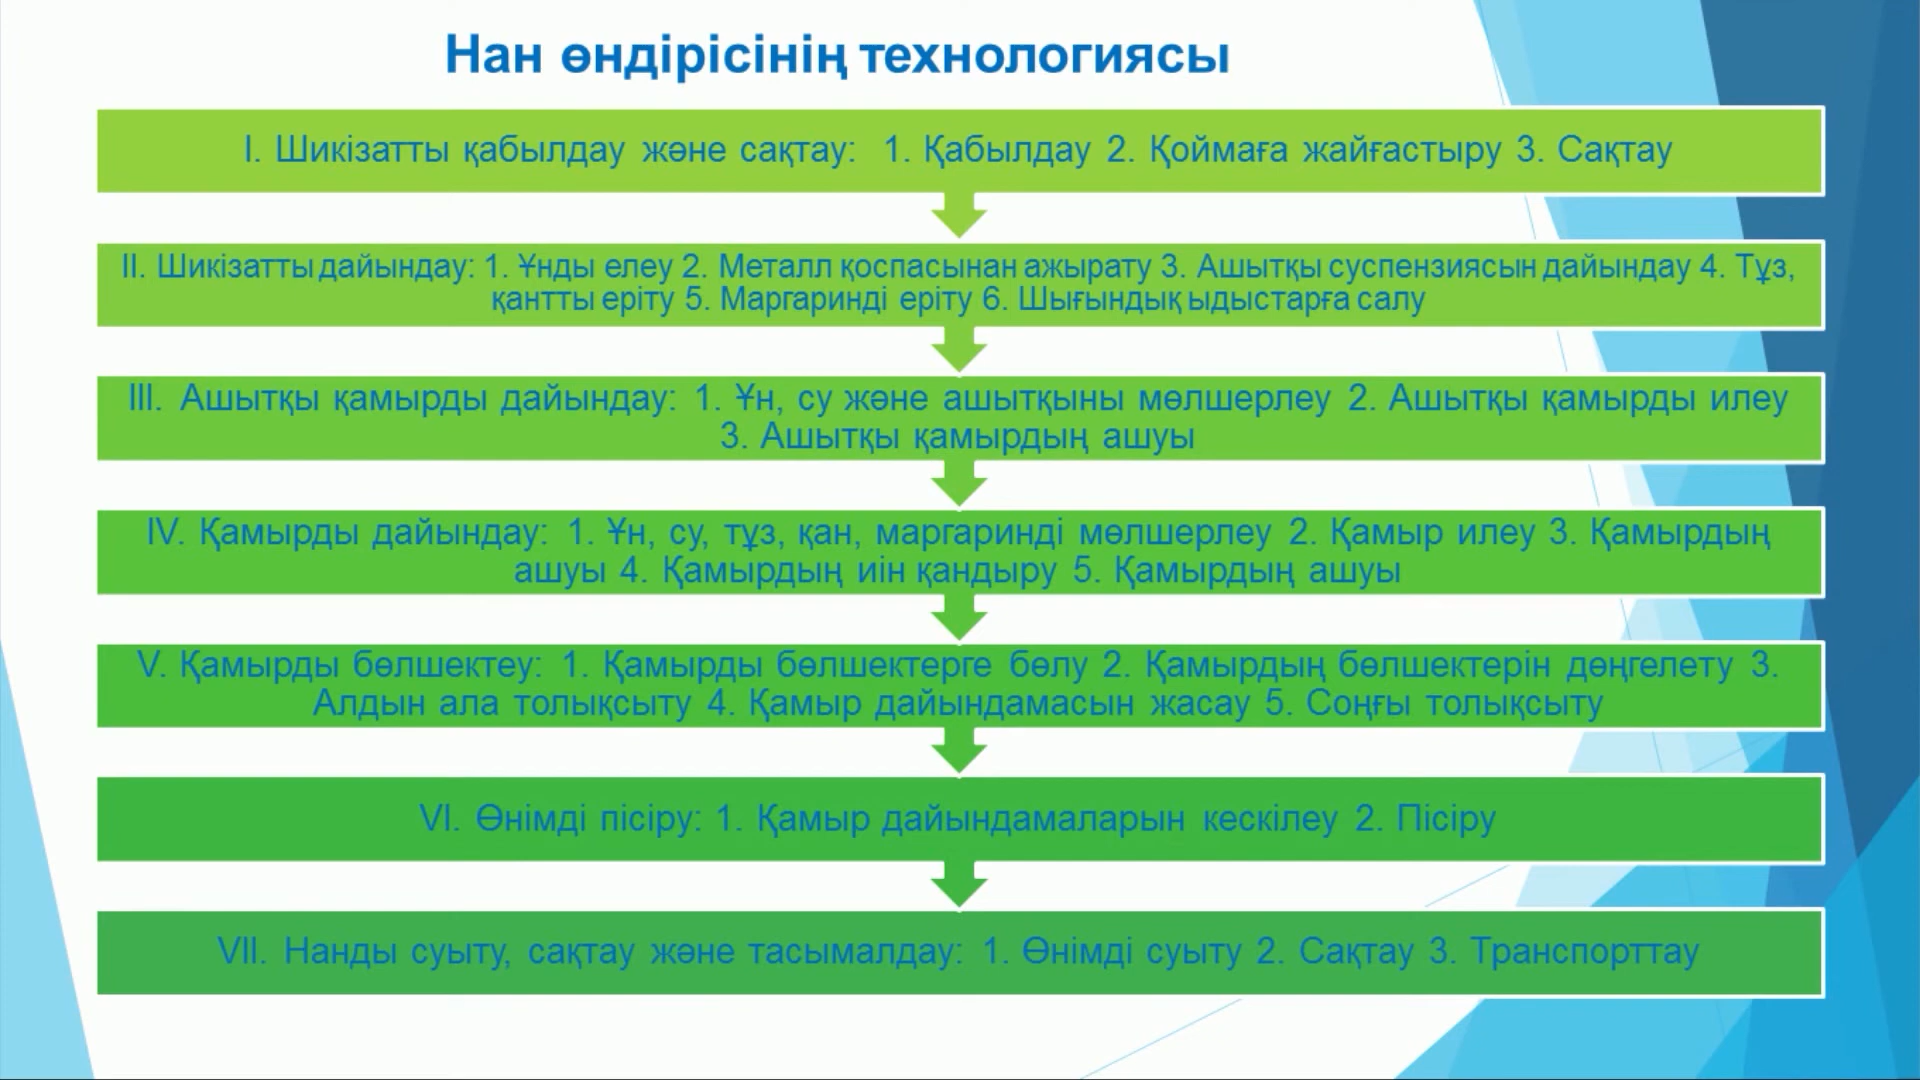 Нан өндірісінің технологиясы
I. Шикізатты қабылдау және сақтау: 1. Қабылдау 2. Қоймаға жайғастыру 3. Сақтау
II. Шикізатты дайындау: 1. Ұнды елеу 2. Металл қоспасынан ажырату 3. Ашытқы суспензиясын дайындау 4. Тұз,
қантты еріту 5. Маргаринді еріту 6. Шығындық ыдыстарға салу
III. Ашытқы қамырды дайындау: 1. Ұн, су және ашытқыны мөлшерлеу 2. Ашытқы қамырды илеу
3. Ашытқы қамырдың ашуы
IV. Қамырды дайындау: 1. Ұн, су, тұз, қан, маргаринді мөлшерлеу 2. Қамыр илеу 3. Қамырдың
ашуы 4. Қамырдың иін қандыру 5. Қамырдың ашуы
V. Қамырды бөлшектеу: 1. Қамырды бөлшектерге бөлу 2. Қамырдың бөлшектерін дөңгелету 3.
Алдын ала толықсыту 4. Қамыр дайындамасын жасау 5. Соңғы толықсыту
VI. Өнімді пісіру: 1. Қамыр дайындамаларын кескілеу 2. Пісіру
VII. Нанды суыту, сақтау және тасымалдау: 1. Өнімді суыту 2. Сақтау 3. Транспорттау